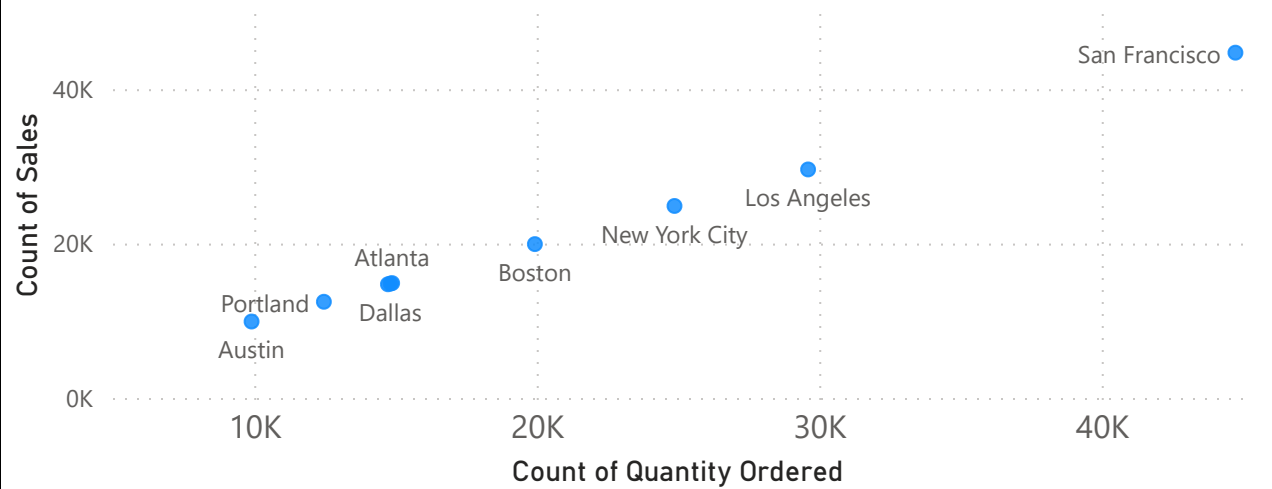 San Francisco
40K
Los Angeles
New York City
20K
Atlanta
Boston
Portland
Dallas
Austin
0K
10K 20K 30K 40K
Count of Sales
Count of Quantity Ordered